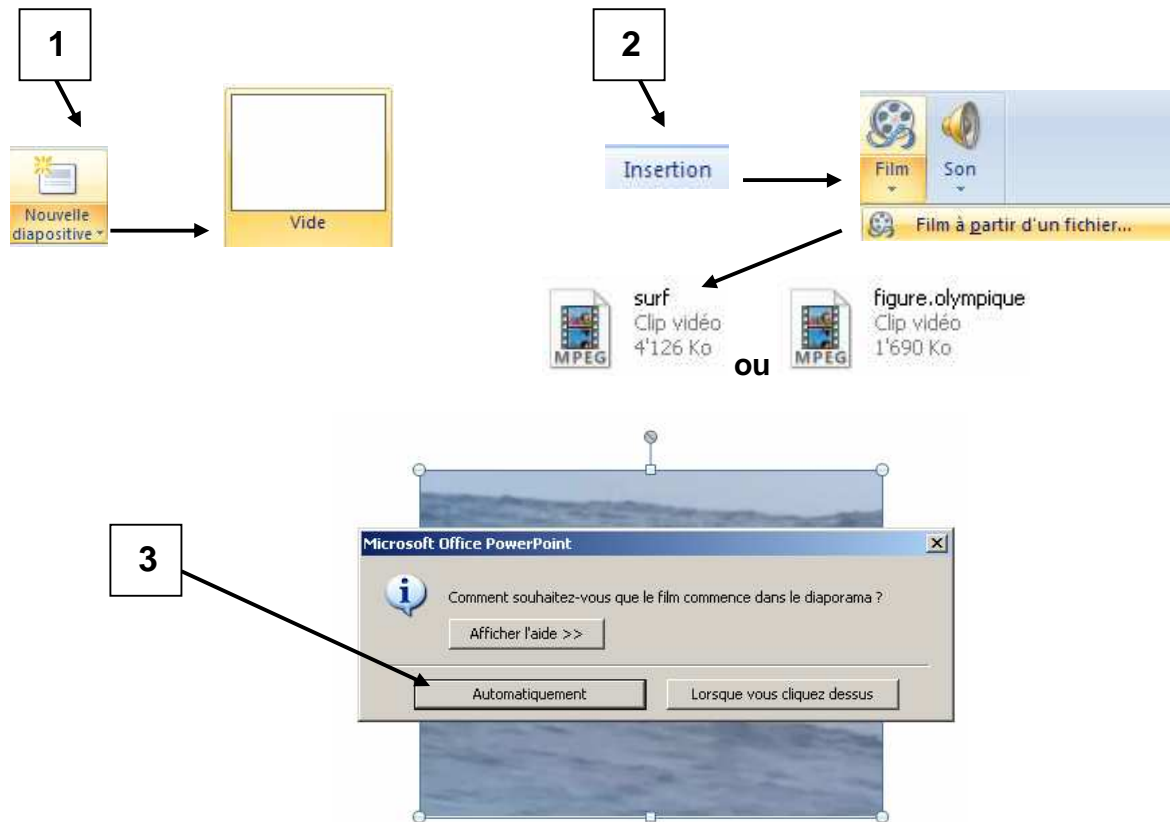 1
Nouvelle
diapositive
Vide
2
Insertion
Film
Son
Film à partir d'un fichier...
surf
Clip vidéo
4'126 Ko
MPEG
ou
figure.olympique
Clip vidéo
1'690 Ko
MPEG
3
Microsoft Office PowerPoint
Comment souhaitez-vous que le film commence dans le diaporama ?
Afficher l'aide >>
Automatiquement
Lorsque vous cliquez dessus